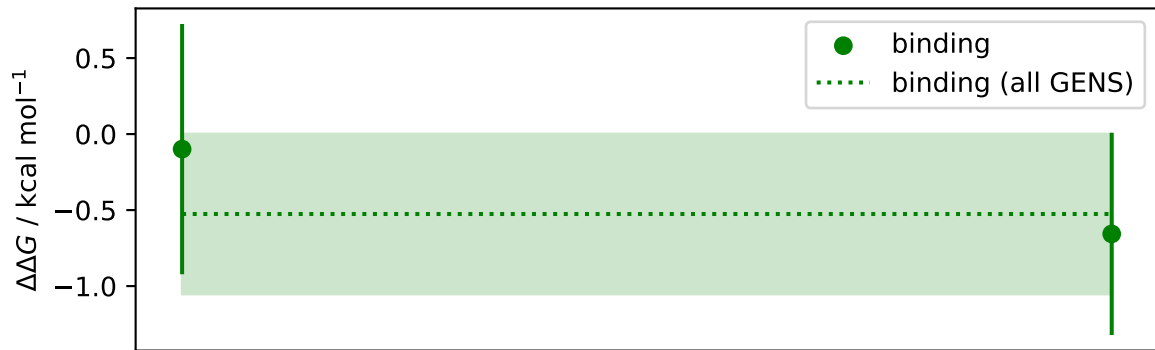 ΔΔG / kcal mol⁻¹
0.5
0.0
−0.5
−1.0
binding
binding (all GENS)